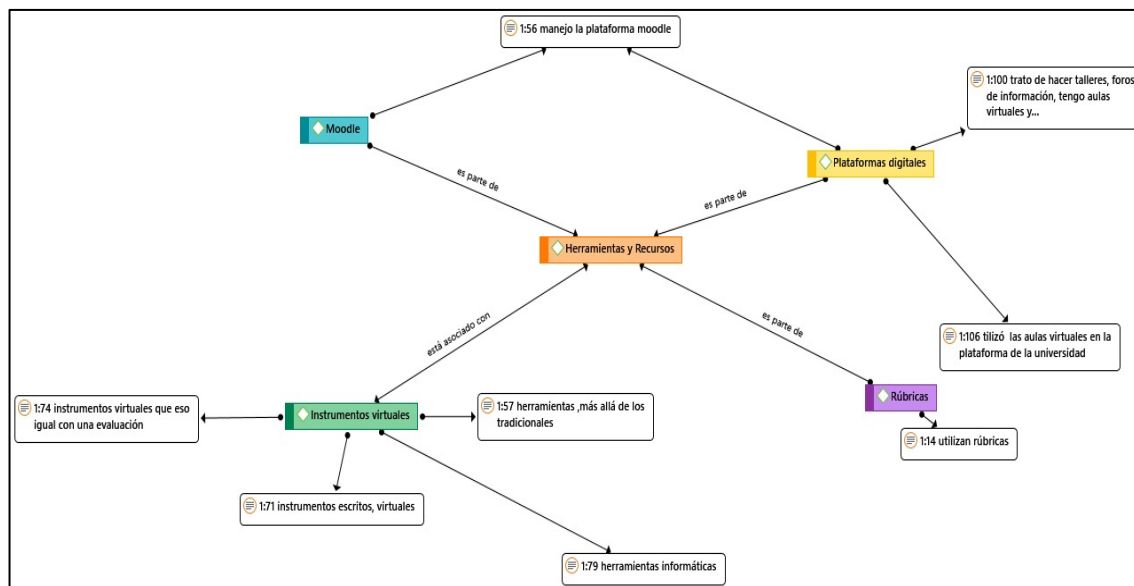 1:56 manejo la plataforma moodle
1:100 trato de hacer talleres, foros
de información, tengo aulas
virtuales y...
Moodle
Plataformas digitales
es parte de
es parte de
Herramientas y Recursos
está asociado con
es parte de
1:106 tilizó las aulas virtuales en la
plataforma de la universidad
Rúbricas
1:74 instrumentos virtuales que eso
igual con una evaluación
Instrumentos virtuales
1:57 herramientas ,más allá de los
tradicionales
1:14 utilizan rúbricas
1:71 instrumentos escritos, virtuales
1:79 herramientas informáticas